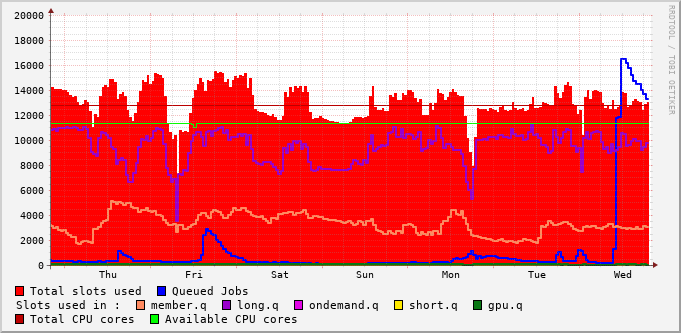 20000
18000
16000
14000
12000
10000
8000
6000
4000
2000
0
Thu Fri Sat Sun Mon Tue Wed
RRDTOOL / TOBI OETIKER
Total slots used Queued Jobs
Slots used in : member.q long.q ondemand.q short.q gpu.q
Total CPU cores Available CPU cores